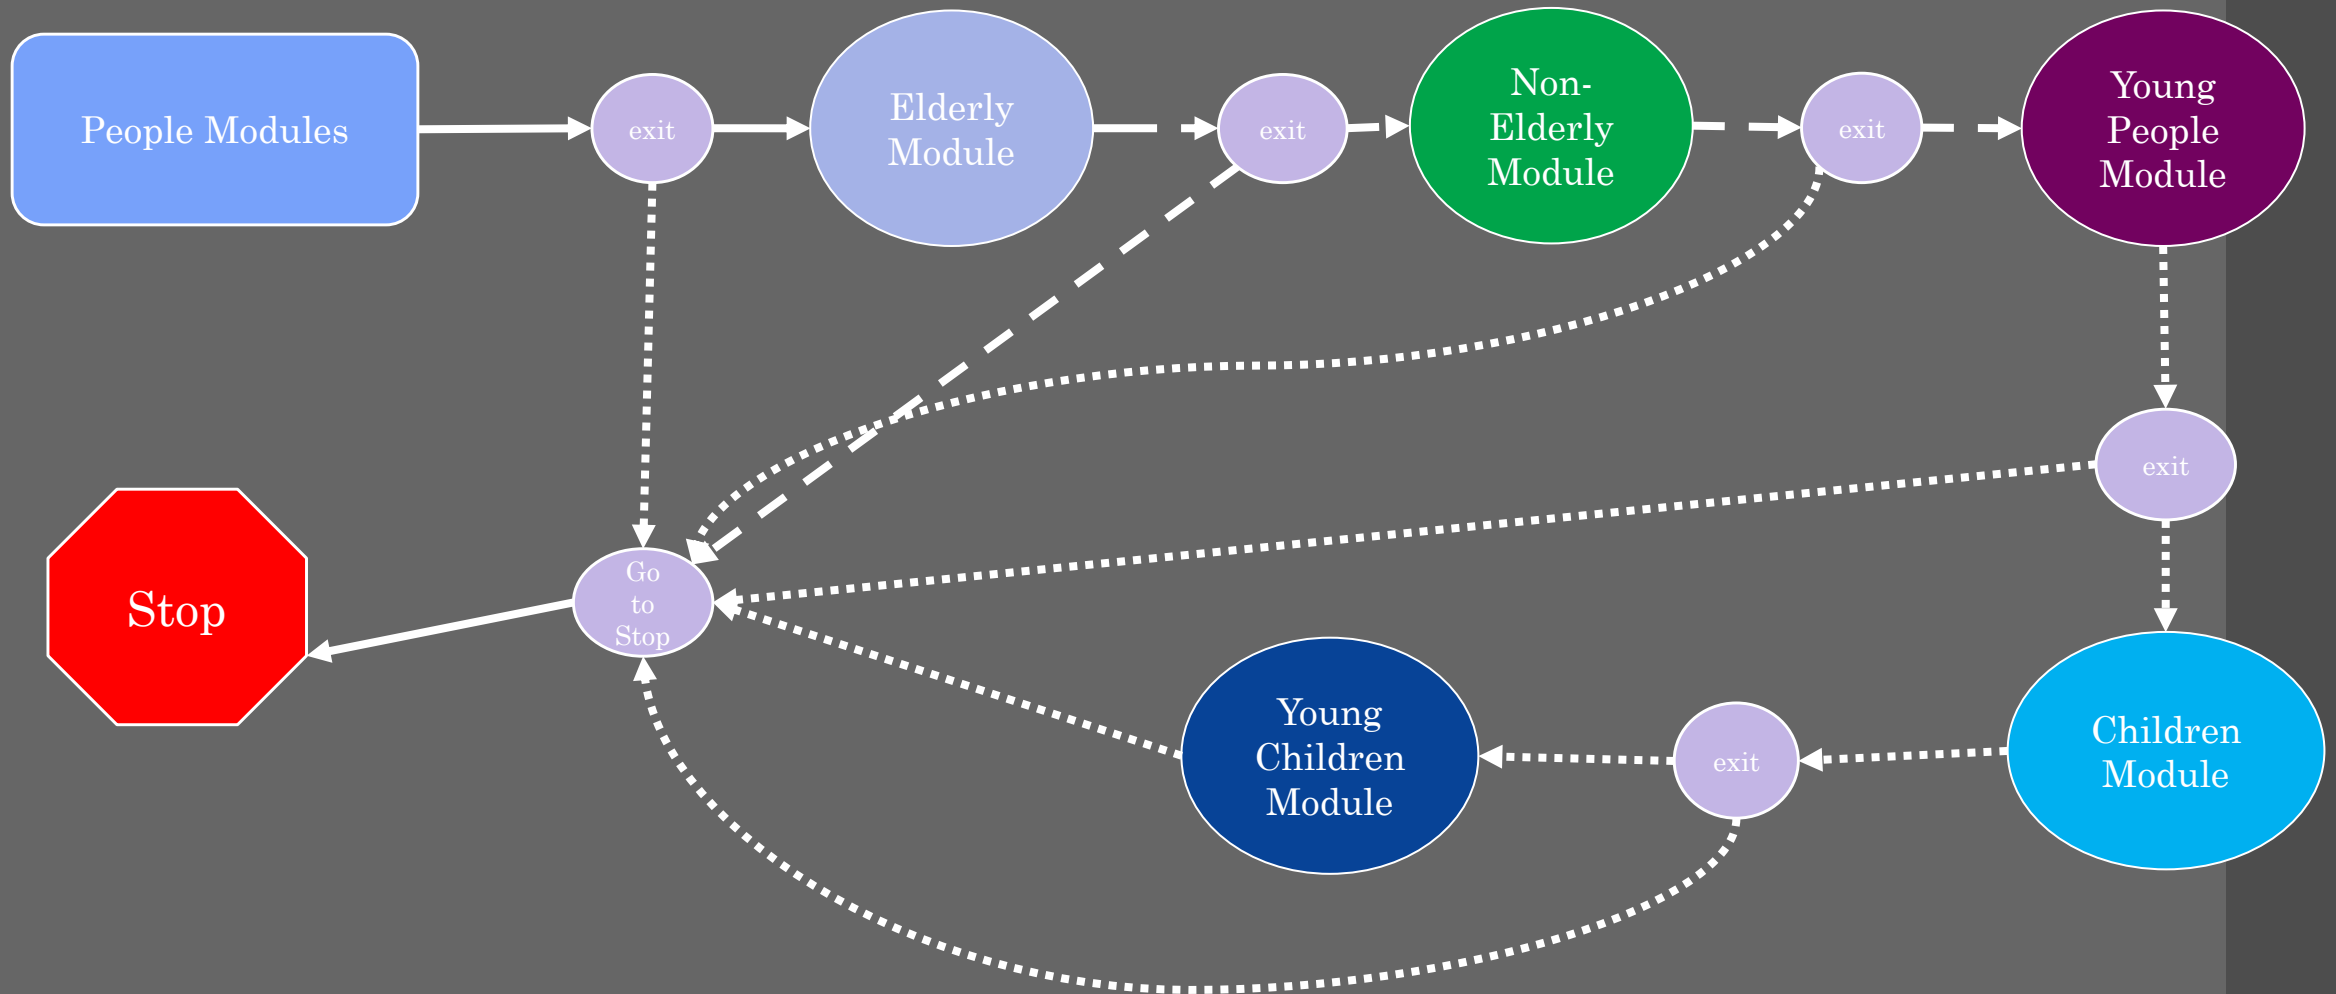 People Modules
exit
Elderly
Module
exit
Non-
Elderly
Module
exit
Young
People
Module
exit
Stop
Go
to
Stop
Young
Children
Module
exit
Children
Module